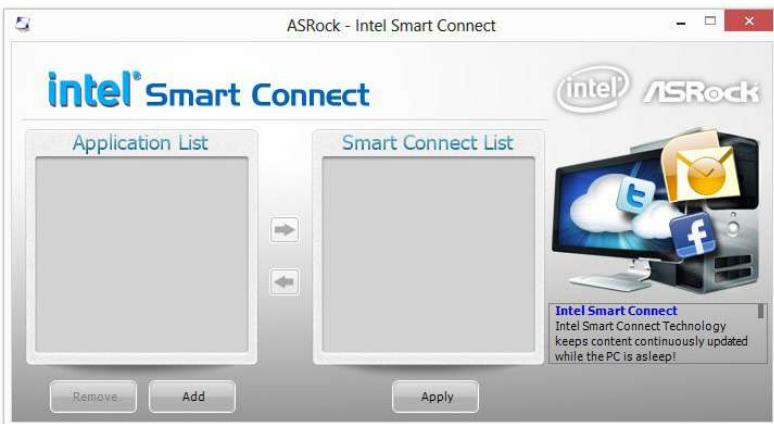 ASRock - Intel Smart Connect
intel® Smart Connect
intel® ASRock
Application List
Smart Connect List
Intel Smart Connect
Intel Smart Connect Technology
keeps content continuously updated
while the PC is asleep!
Remove
Add
Apply